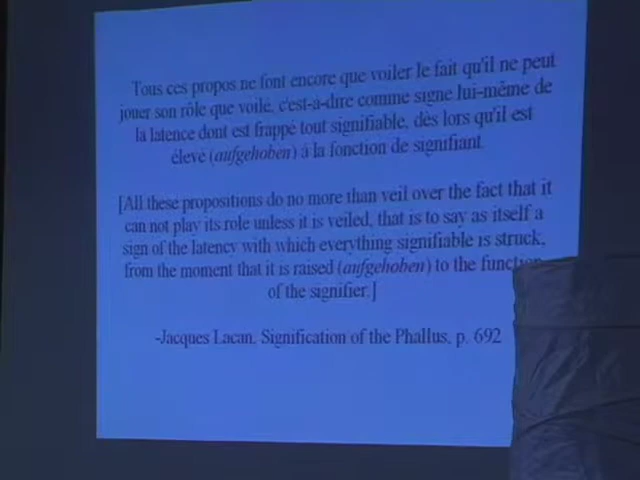 Tous ces propos ne font encore que voiler le fait qu'il ne peut
jouer son rôle que voilé, c'est-à-dire comme signe lui-même de
la latence dont est frappé tout signifiable, dès lors qu'il est
élevé (aufgehoben) à la fonction de signifiant.
[All these propositions do no more than veil over the fact that it
can not play its role unless it is veiled, that is to say as itself a
sign of the latency with which everything signifiable is struck,
from the moment that it is raised (aufgehoben) to the function
of the signifier.]
-Jacques Lacan, Signification of the Phallus, p. 692